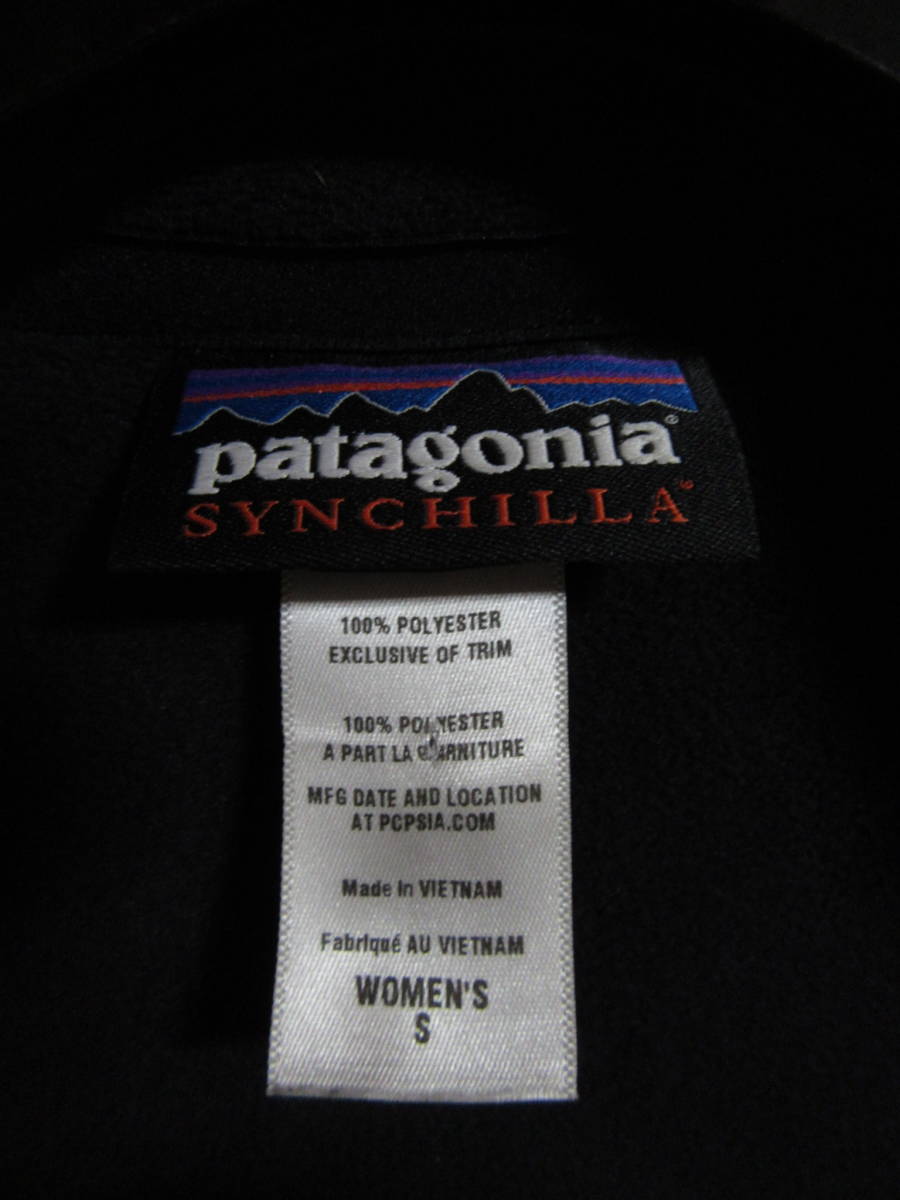 patagonia®
SYNCHILLA
100% POLYESTER
EXCLUSIVE OF TRIM
100% POLYESTER
A PART LA
MFG DATE AND LOCATION
AT PCPSIA.COM
Made in VIETNAM
Fabriqué AU VIETNAM
WOMEN'S
S